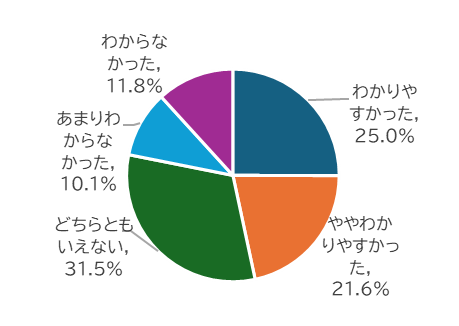 わかりや
すかった,
25.0%
ややわか
りやすかっ
た,
21.6%
どちらとも
いえない,
31.5%
あまりわ
からな
かった,
10.1%
わからな
かった,
11.8%